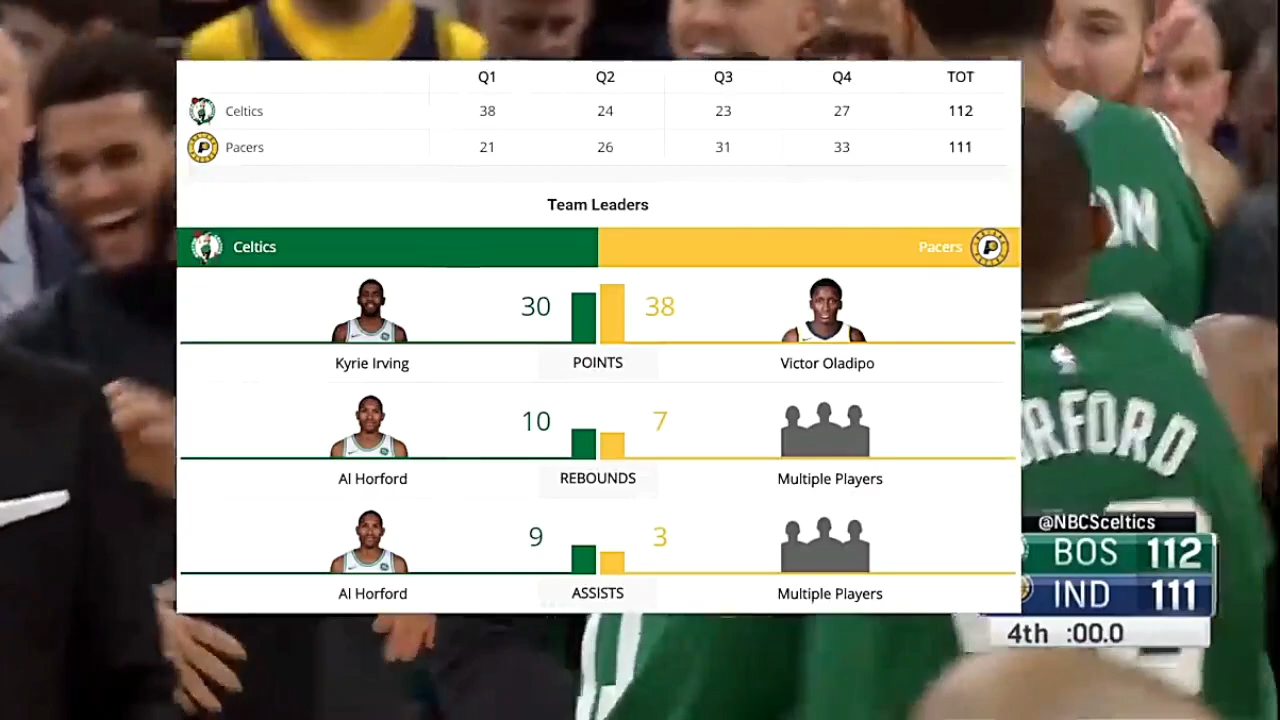 Q1 Q2 Q3 Q4 TOT
Celtics 38 24 23 27 112
Pacers 21 26 31 33 111
Team Leaders
Celtics Pacers
30 38
Kyrie Irving POINTS Victor Oladipo
10 7
Al Horford REBOUNDS Multiple Players
9 3
Al Horford ASSISTS Multiple Players
RFORD
@NBCSceltics
BOS 112
IND 111
4th :00.0